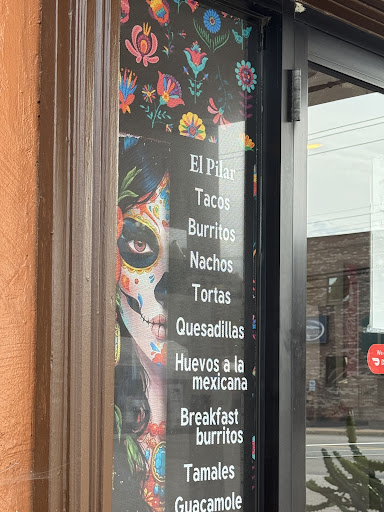 El Pilar
Tacos
Burritos
Nachos
Tortas
Quesadillas
Huevos a la
mexicana
Breakfast
burritos
Tamales
Guacamole